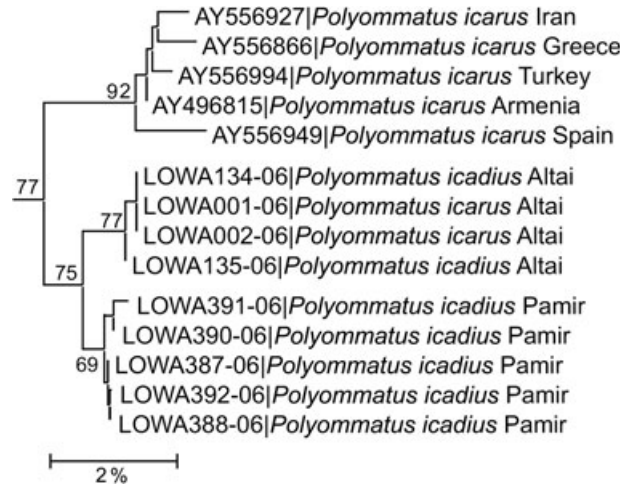 AY556927|Polyommatus icarus Iran
AY556866|Polyommatus icarus Greece
AY556994|Polyommatus icarus Turkey
92
AY496815|Polyommatus icarus Armenia
AY556949|Polyommatus icarus Spain
77
LOWA134-06|Polyommatus icadius Altai
LOWA001-06|Polyommatus icarus Altai
77
LOWA002-06|Polyommatus icarus Altai
LOWA135-06|Polyommatus icadius Altai
75
LOWA391-06|Polyommatus icadius Pamir
LOWA390-06|Polyommatus icadius Pamir
69
LOWA387-06|Polyommatus icadius Pamir
LOWA392-06|Polyommatus icadius Pamir
LOWA388-06|Polyommatus icadius Pamir
2 %